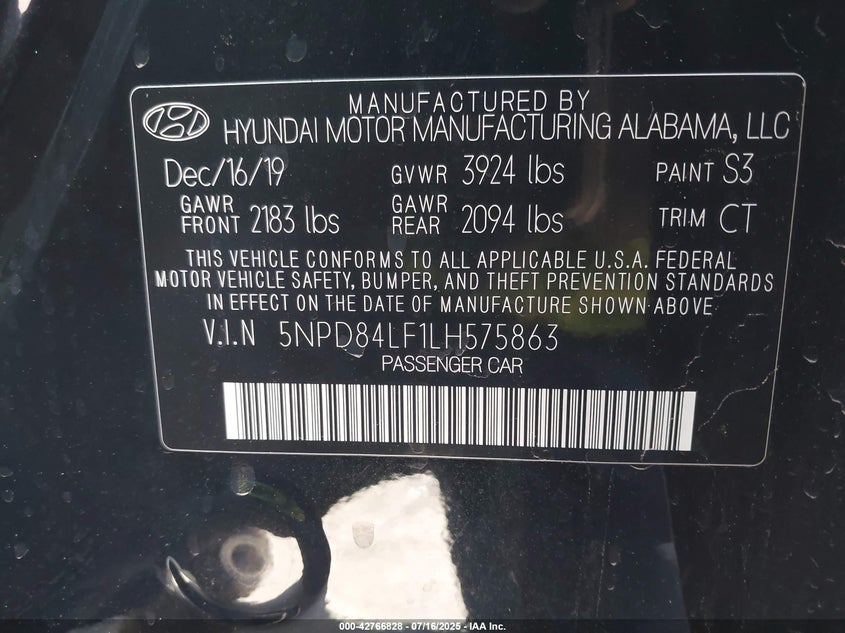 MANUFACTURED BY
HYUNDAI MOTOR MANUFACTURING ALABAMA, LLC
Dec/16/19 GVWR 3924 lbs PAINT S3
GAWR FRONT 2183 lbs GAWR REAR 2094 lbs TRIM CT
THIS VEHICLE CONFORMS TO ALL APPLICABLE U.S.A. FEDERAL
MOTOR VEHICLE SAFETY, BUMPER, AND THEFT PREVENTION STANDARDS
IN EFFECT ON THE DATE OF MANUFACTURE SHOWN ABOVE
V.I.N 5NPD84LF1LH575863
PASSENGER CAR
000-42766828 - 07/16/2025 - © IAA, Inc.